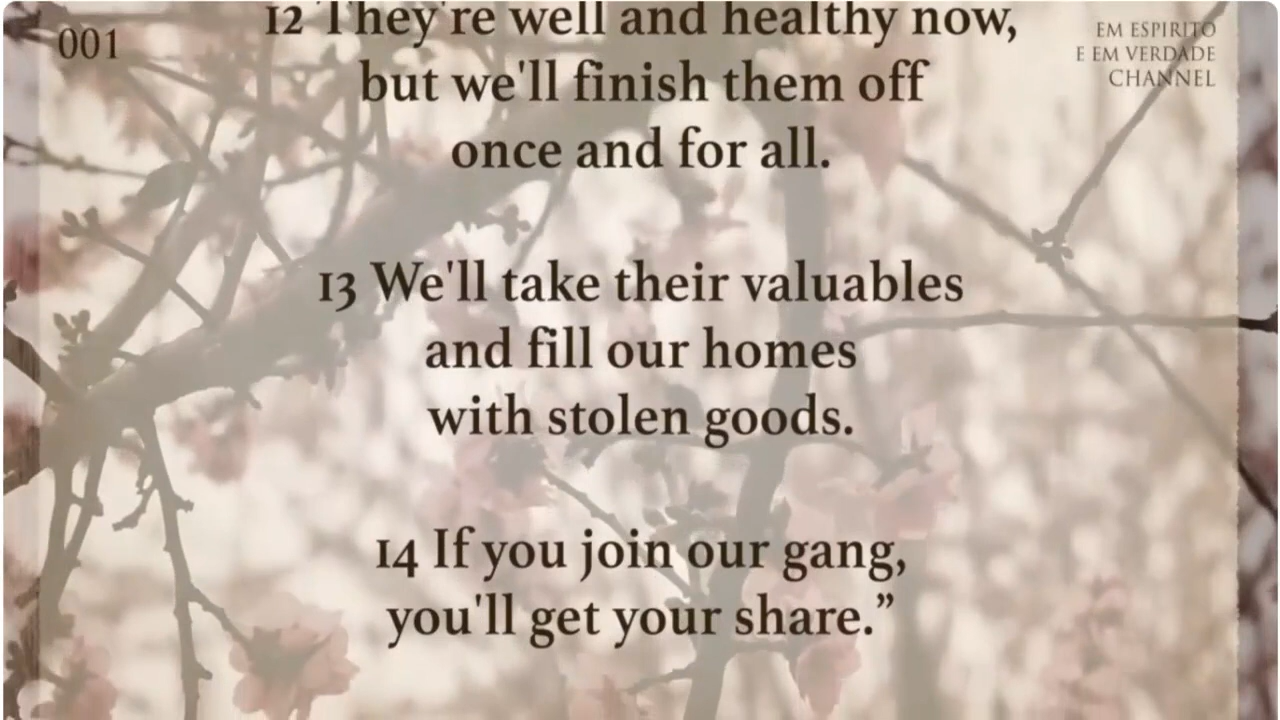 001
EM ESPIRITO
E EM VERDADE
CHANNEL
12 They're well and healthy now,
but we'll finish them off
once and for all.
13 We'll take their valuables
and fill our homes
with stolen goods.
14 If you join our gang,
you'll get your share.”